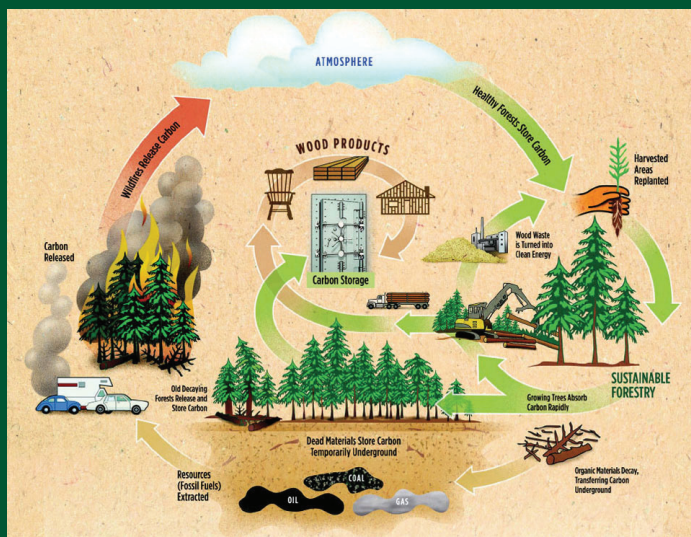 ATMOSPHERE
Wildfires Release Carbon
Healthy Forests Store Carbon
WOOD PRODUCTS
Harvested
Areas
Replanted
Carbon
Released
Wood Waste
is Turned into
Clean Energy
Carbon Storage
Old Decaying
Forests Release and
Store Carbon
Growing Trees Absorb
Carbon Rapidly
SUSTAINABLE
FORESTRY
Dead Materials Store Carbon
Temporarily Underground
Resources
(Fossil Fuels)
Extracted
COAL
OIL
GAS
Organic Materials Decay,
Transferring Carbon
Underground